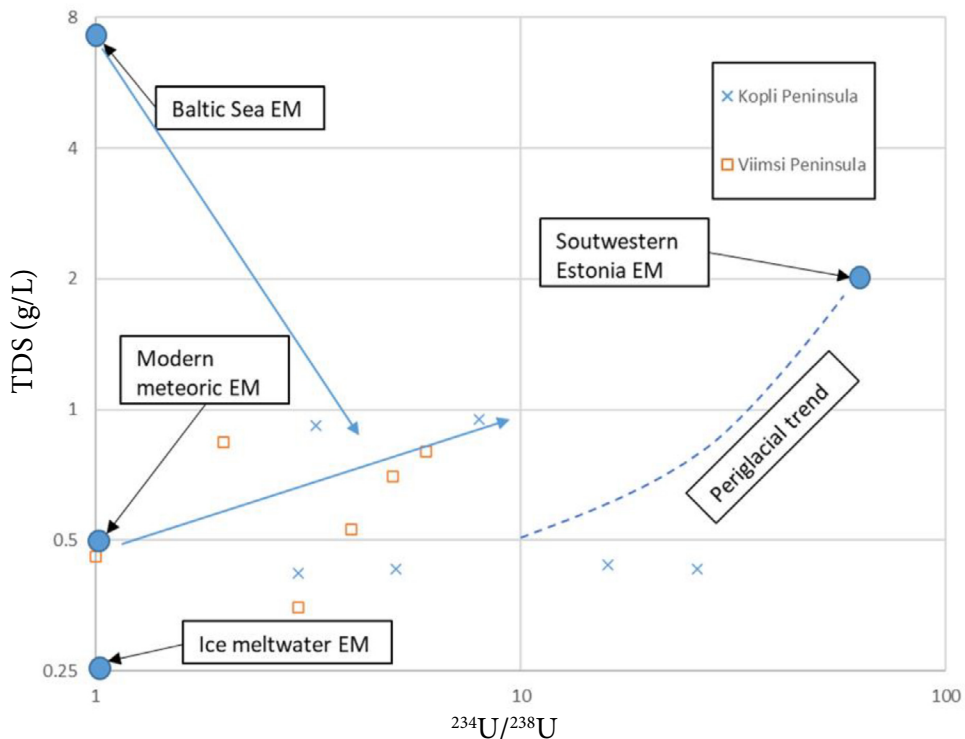 8
Baltic Sea EM
Kopli Peninsula
4
Viimsi Peninsula
Soutwestern
Estonia EM
2
TDS (g/L)
Modern
meteoric EM
1
Periglacial trend
0.5
Ice meltwater EM
0.25
1
10
100
²³⁴U/²³⁸U